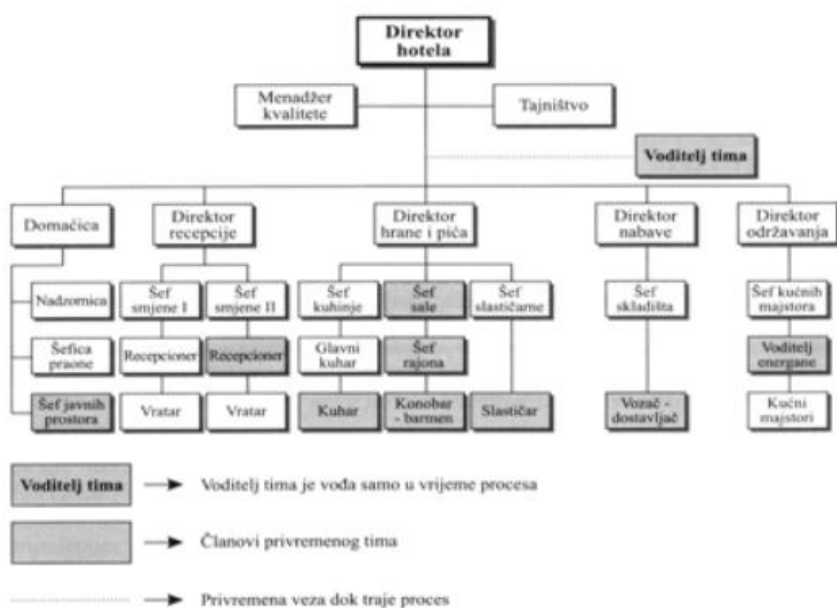 Direktor
hotela
Menadžer
kvalitete
Tajništvo
Voditelj tima
Domaćica
Direktor
recepcije
Direktor
hrane i pića
Direktor
nabave
Direktor
održavanja
Nadzornica
Šef
smjene I
Šef
smjene II
Šef
kuhinje
Šef
sale
Šef
slastičarne
Šef
skladišta
Šef kućnih
majstora
Šefica
praone
Recepcioner
Recepcioner
Glavni
kuhar
Šef
rajona
Voditelj
energane
Šef javnih
prostora
Vratar
Vratar
Kuhar
Konobar
- barmen
Slastičar
Vozač -
dostavljač
Kućni
majstori
Voditelj tima
Voditelj tima je vođa samo u vrijeme procesa
Članovi privremenog tima
Privremena veza dok traje proces